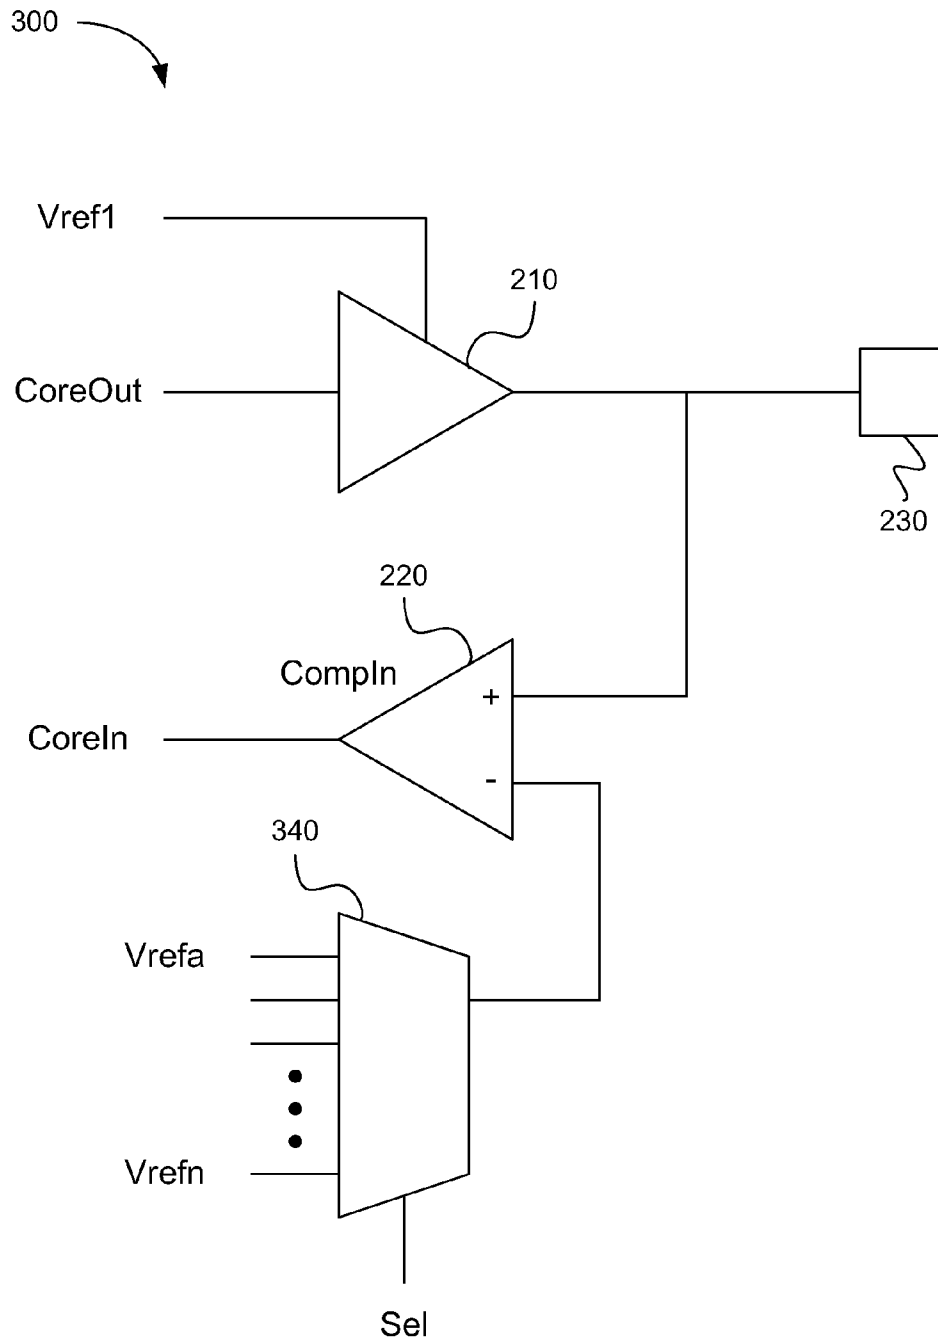 300
Vref1
210
CoreOut
230
220
CompIn
+
CoreIn
-
340
Vrefa
Vrefn
Sel